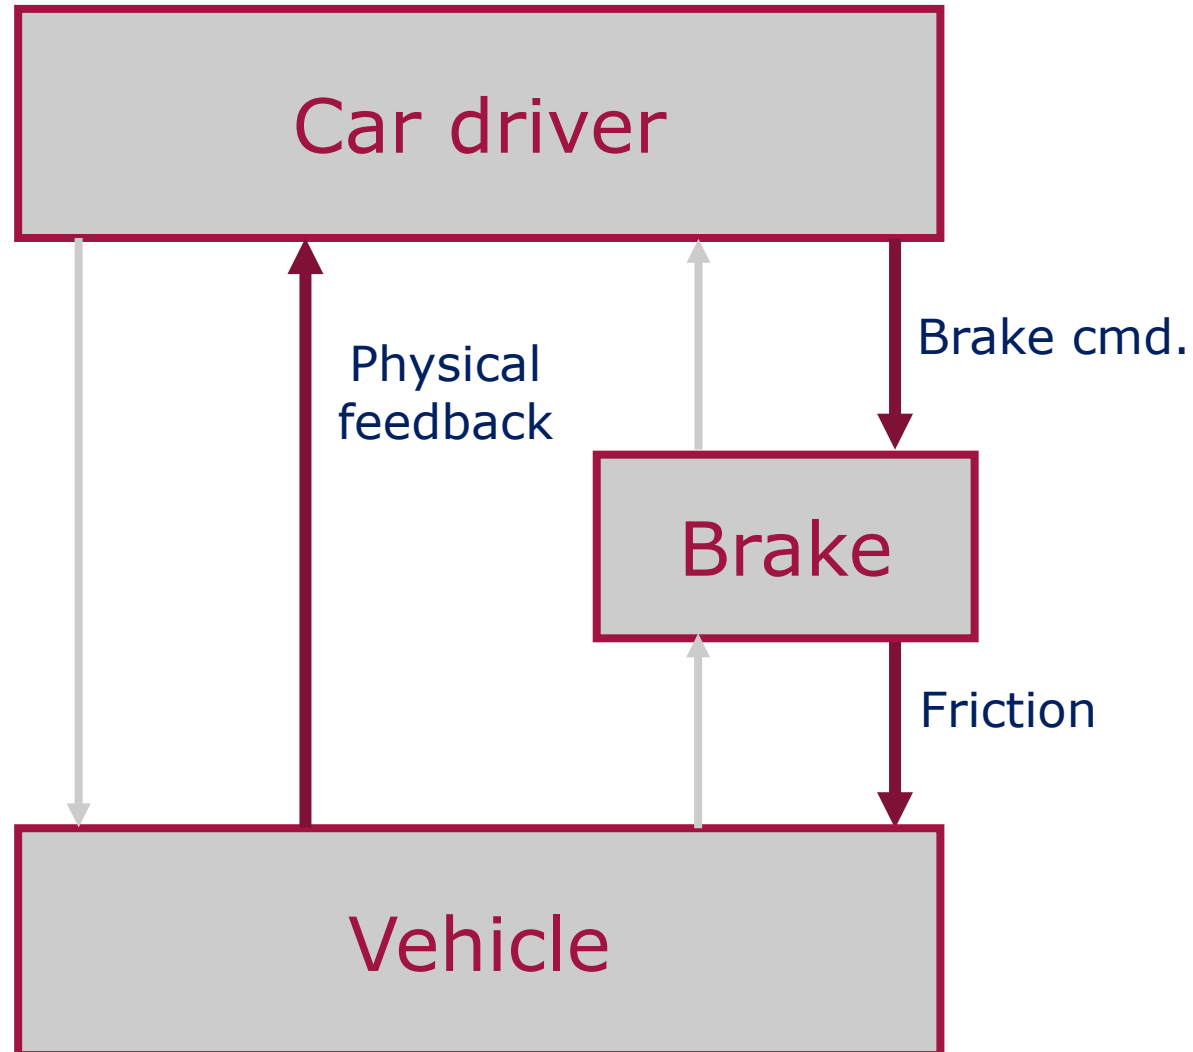 Car driver
Physical
feedback
Brake cmd.
Brake
Friction
Vehicle